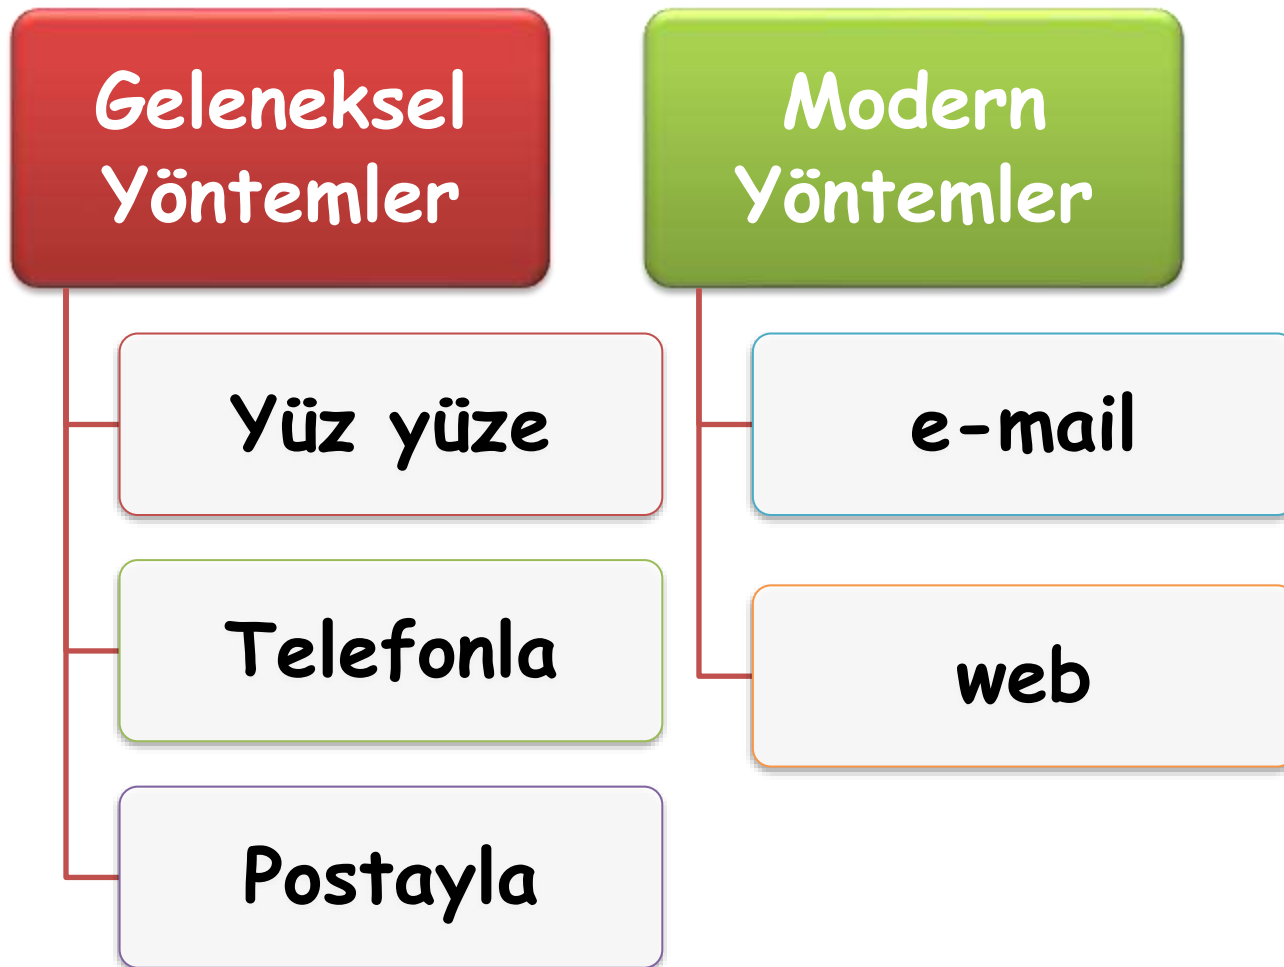 Geleneksel
Yöntemler
Yüz yüze
Telefonla
Postayla
Modern
Yöntemler
e-mail
web